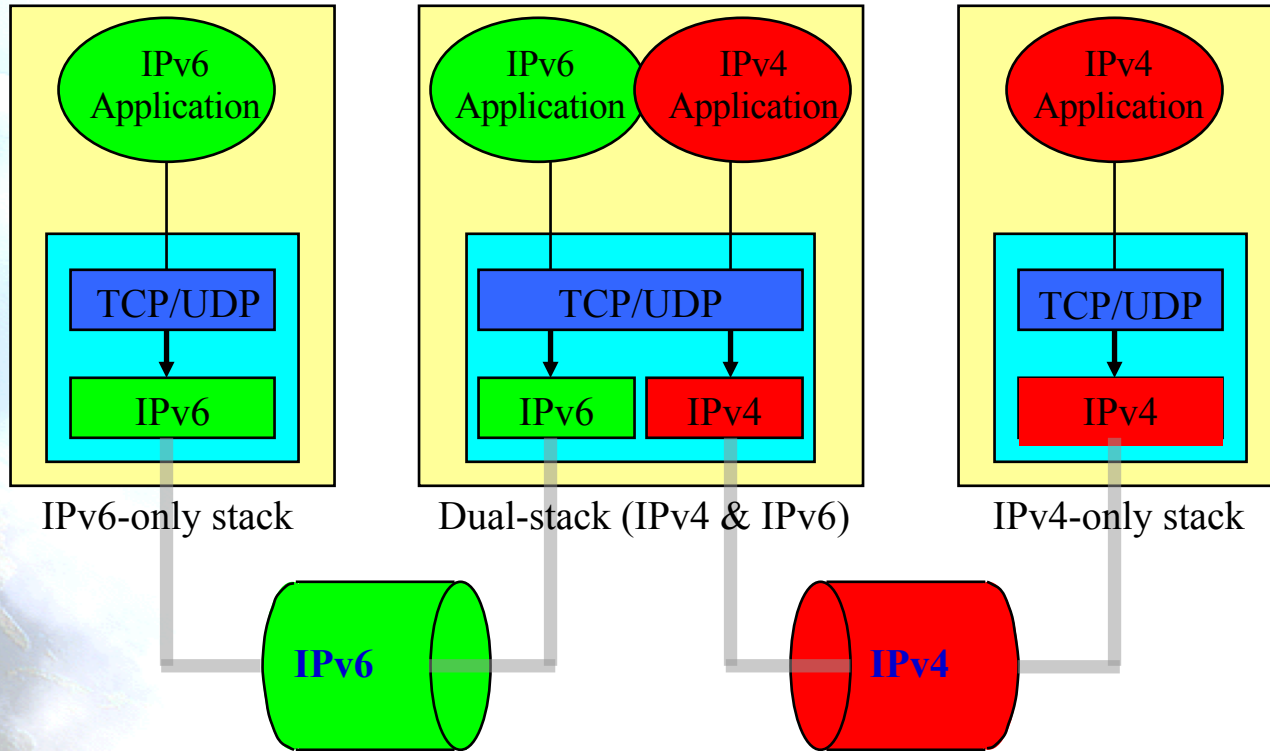 IPv6
Application
IPv6
Application
IPv4
Application
IPv4
Application
TCP/UDP
TCP/UDP
TCP/UDP
IPv6
IPv6
IPv4
IPv4
IPv6-only stack
Dual-stack (IPv4 & IPv6)
IPv4-only stack
IPv6
IPv4